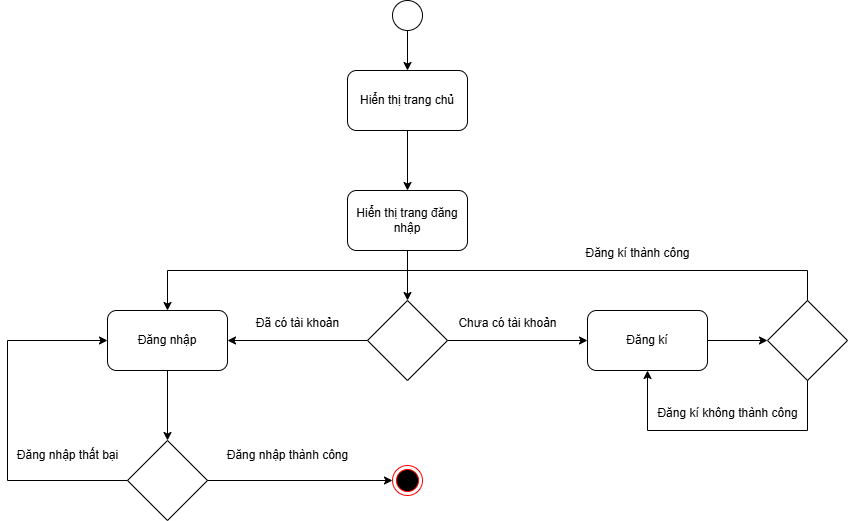 Hiển thị trang chủ
Hiển thị trang đăng
nhập
Đăng kí thành công
Đã có tài khoản
Chưa có tài khoản
Đăng nhập
Đăng kí
Đăng kí không thành công
Đăng nhập thất bại
Đăng nhập thành công